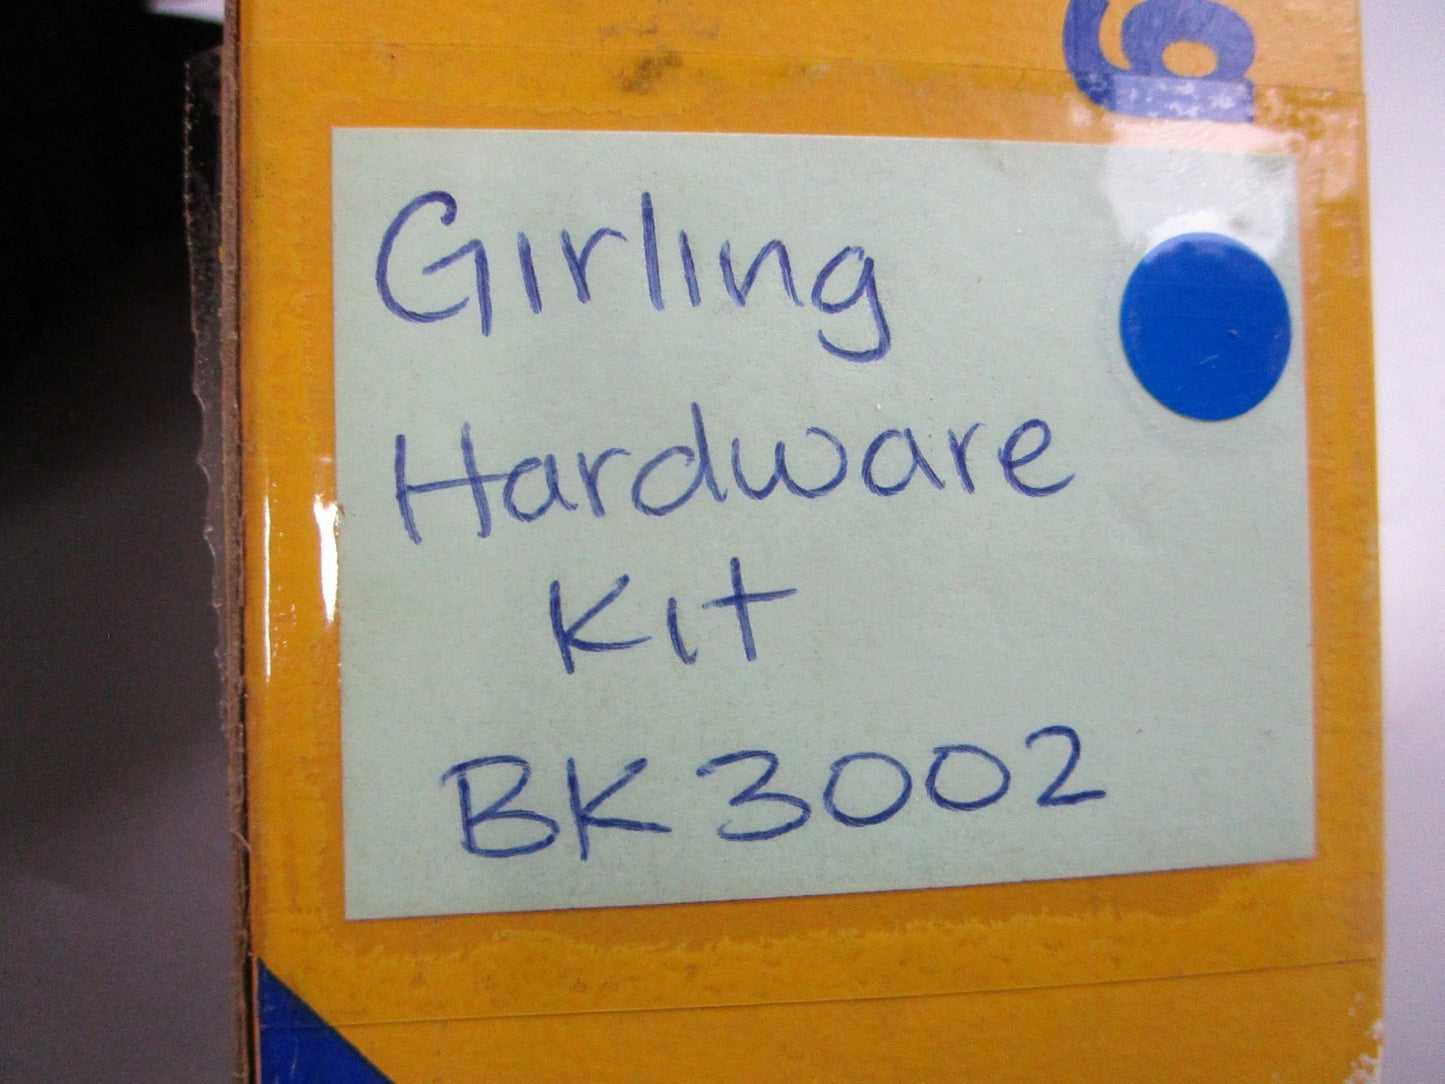 g
Girling
Hardware
Kit
BK3002